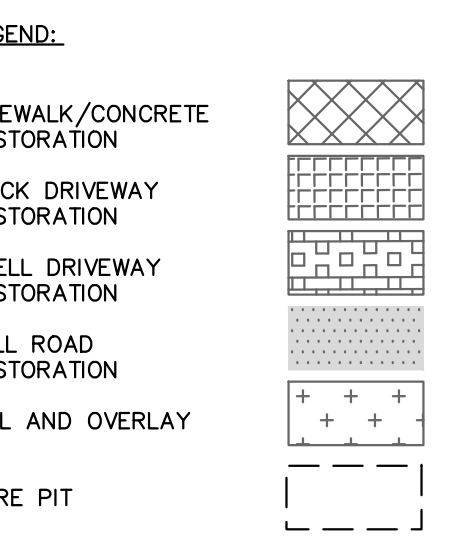 GEND:
EWALK/CONCRETE
STORATION
CK DRIVEWAY
STORATION
ELL DRIVEWAY
STORATION
LL ROAD
STORATION
L AND OVERLAY
RE PIT